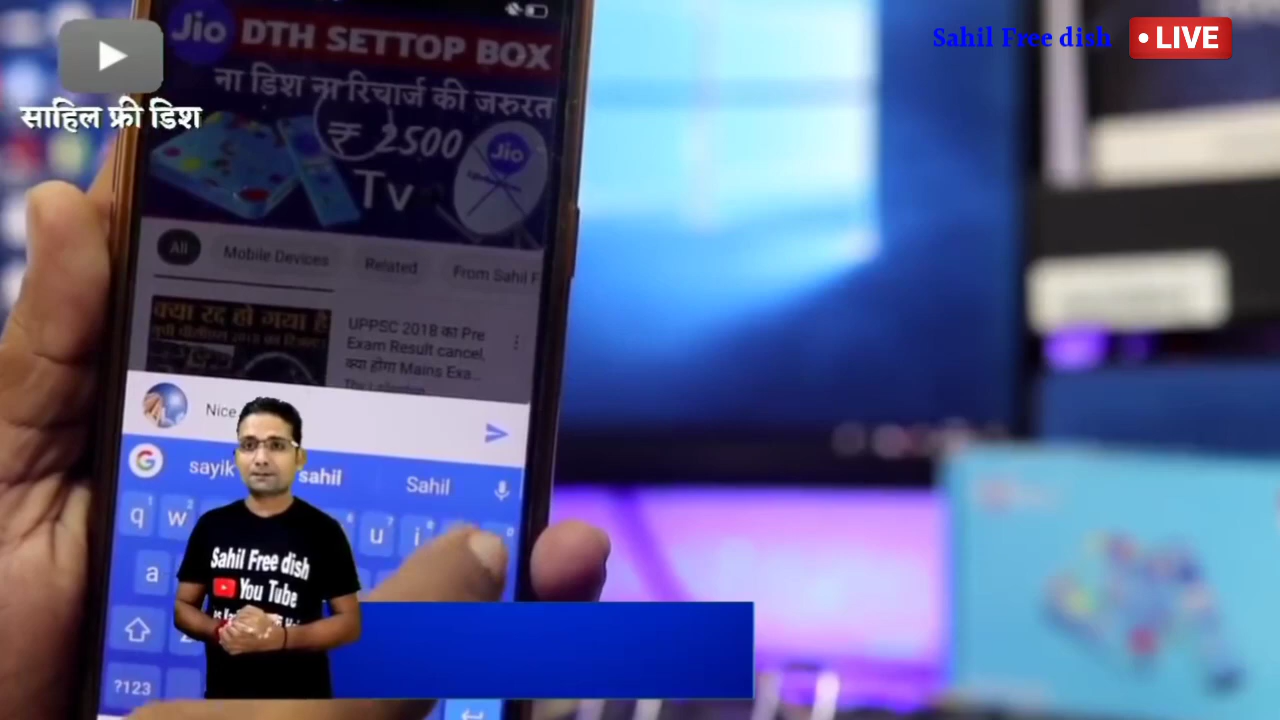 Jio DTH SETTOP BOX
ना डिश ना रिचार्ज की जरुरत
₹ 2500
Jio
Tv
Sahil Free dish
LIVE
साहिल फ्री डिश
All
Mobile Devices
Related
From Sahil F
क्या रद्द हो गया है
UPPSC 2018 का Pre
Exam Result cancel,
क्या होगा Mains Exa...
Nice
G
sayik
sahil
Sahil
q w u i
a
?123
Sahil Free dish
You Tube